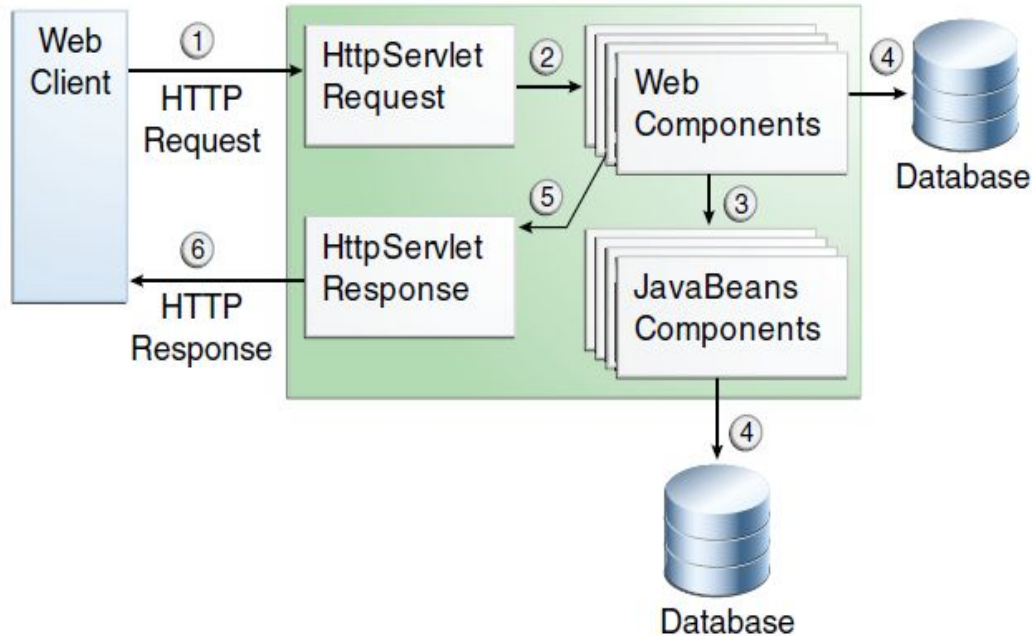 Web
Client
1
HTTP
Request
HttpServlet
Request
2
Web
Components
4
Database
3
5
HttpServlet
Response
6
HTTP
Response
JavaBeans
Components
4
Database